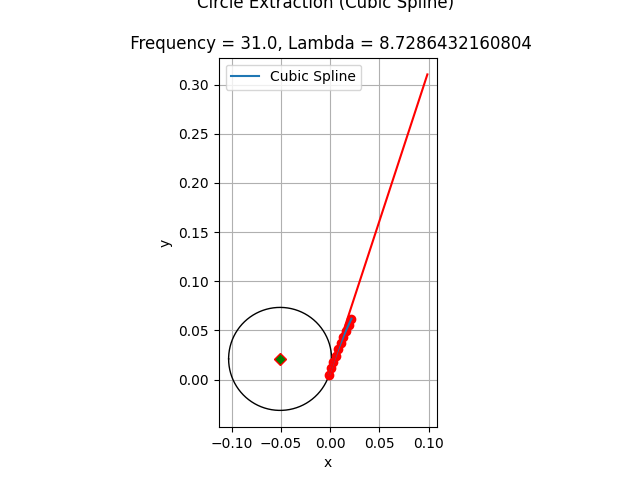 Circle Extraction (Cubic Spline)
Frequency = 31.0, Lambda = 8.7286432160804
Cubic Spline
0.30
0.25
0.20
0.15
0.10
0.05
0.00
y
−0.10 −0.05 0.00 0.05 0.10
x